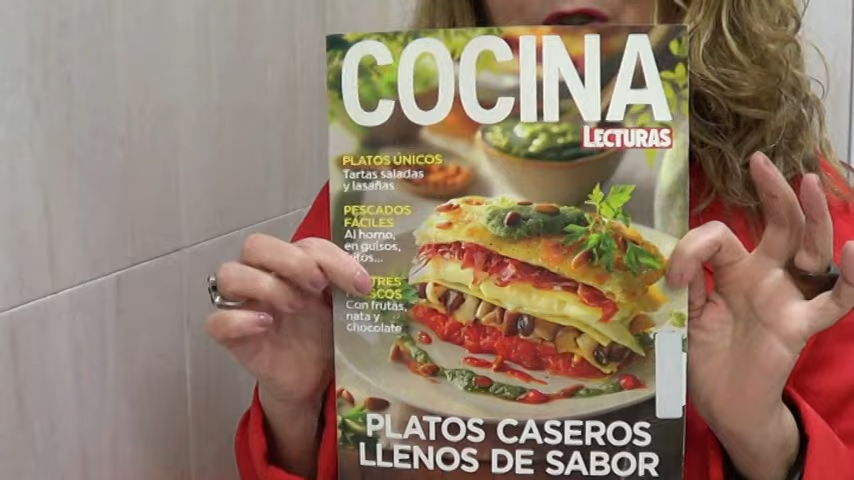 COCINA
LECTURAS
PLATOS ÚNICOS
Tartas saladas
y lasañas
PESCADOS
FÁCILES
Al horno,
en guisos,
Con frutas,
nata y
chocolate
PLATOS CASEROS
LLENOS DE SABOR